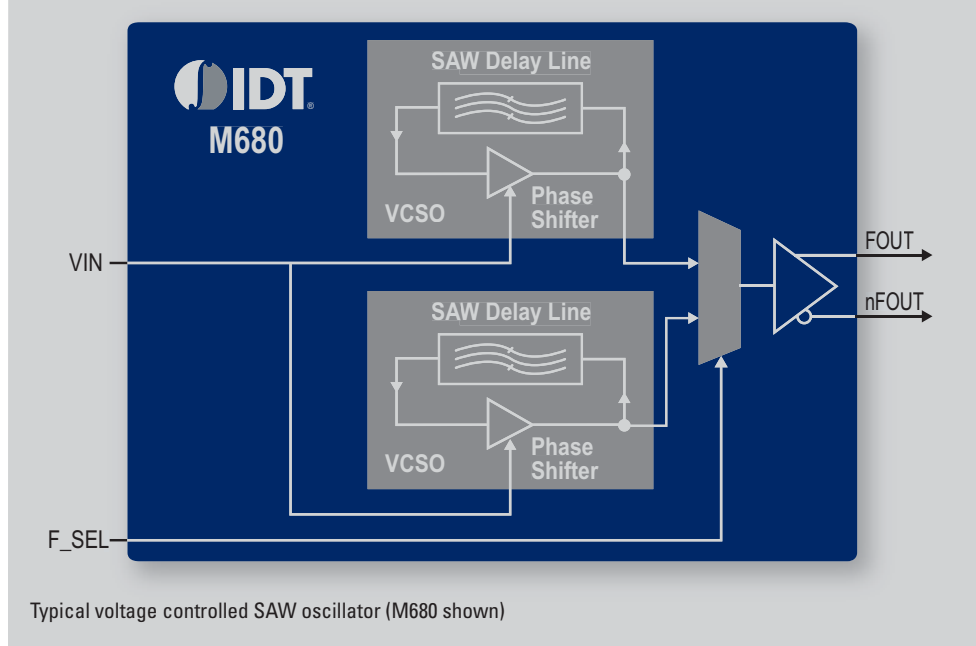 IDT®
M680
SAW Delay Line
VCSO
Phase
Shifter
VIN
FOUT
nFOUT
SAW Delay Line
VCSO
Phase
Shifter
F_SEL
Typical voltage controlled SAW oscillator (M680 shown)